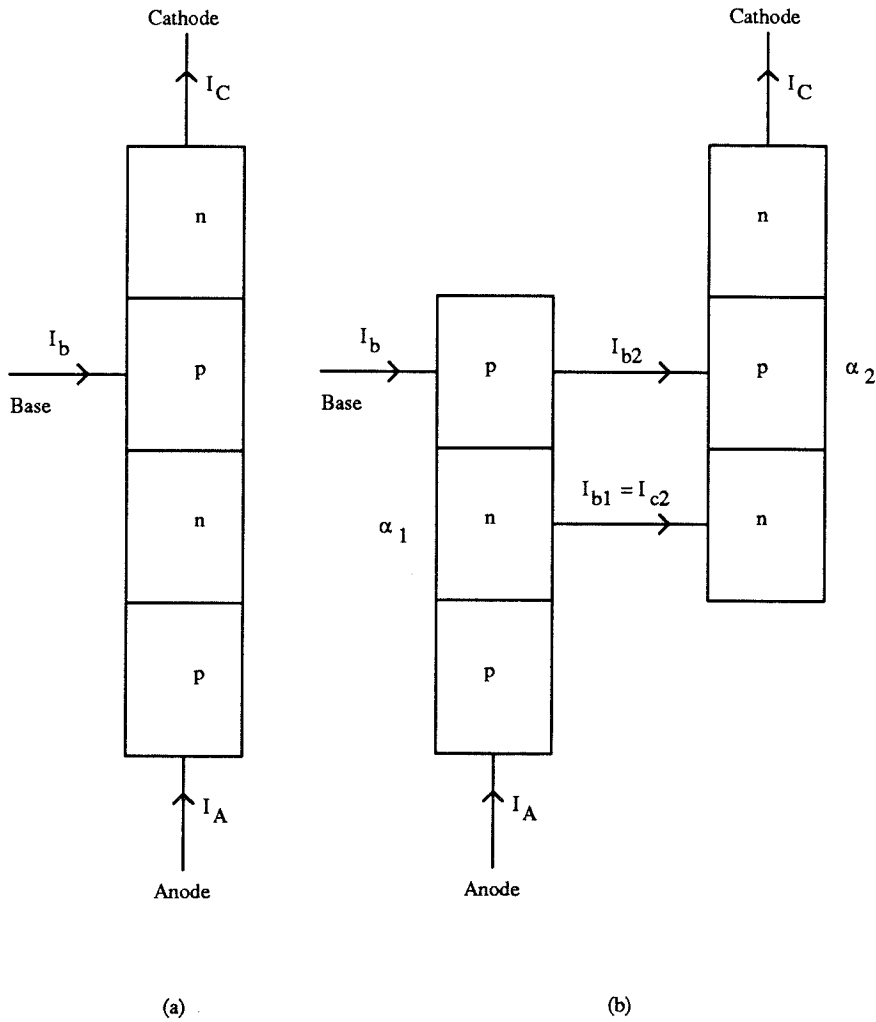 Cathode
I_C
n
I_b
p
Base
n
p
I_A
Anode
(a)
Cathode
I_C
n
I_b
p
I_b2
p
α_2
Base
α_1
n
I_b1 = I_c2
n
p
I_A
Anode
(b)